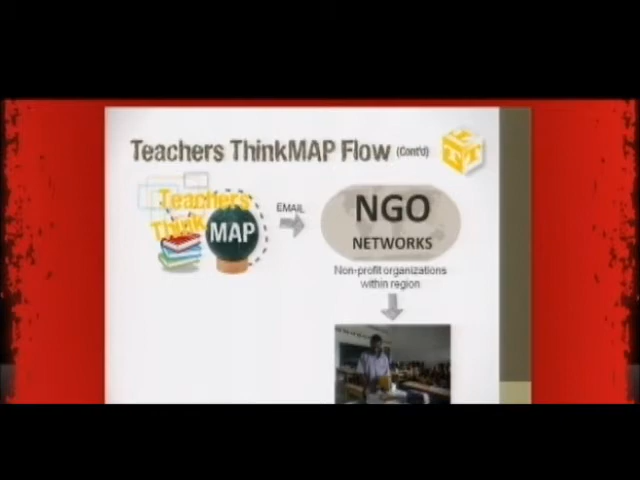 Teachers ThinkMAP Flow (Cont'd)
Teachers
Think
MAP
EMAIL
NGO
NETWORKS
Non-profit organizations
within region